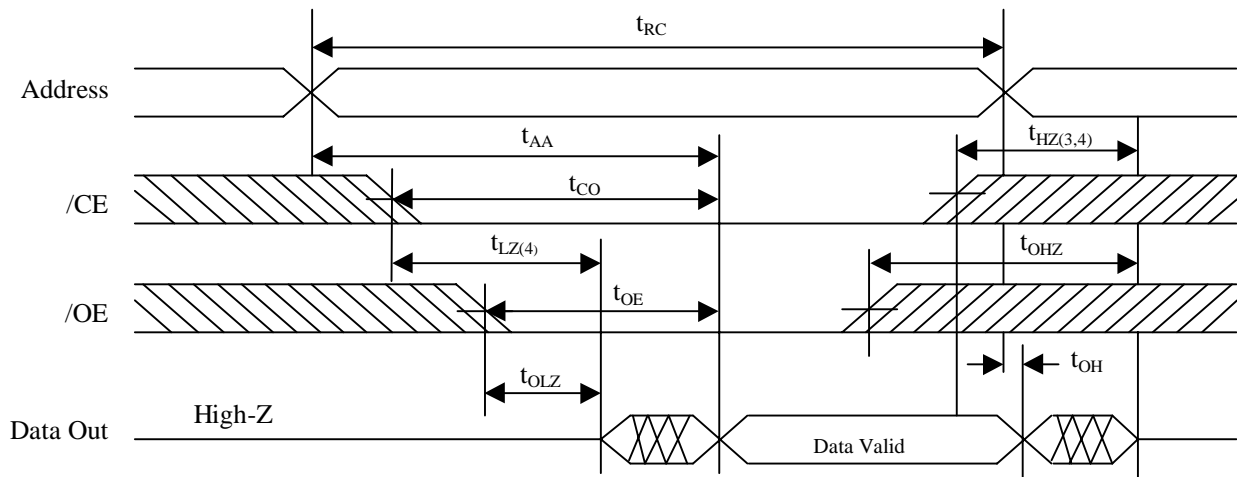 tRC
Address
tAA
tHZ(3,4)
tCO
/CE
tLZ(4)
tOHZ
/OE
tOE
tOLZ
tOH
High-Z
Data Out
Data Valid